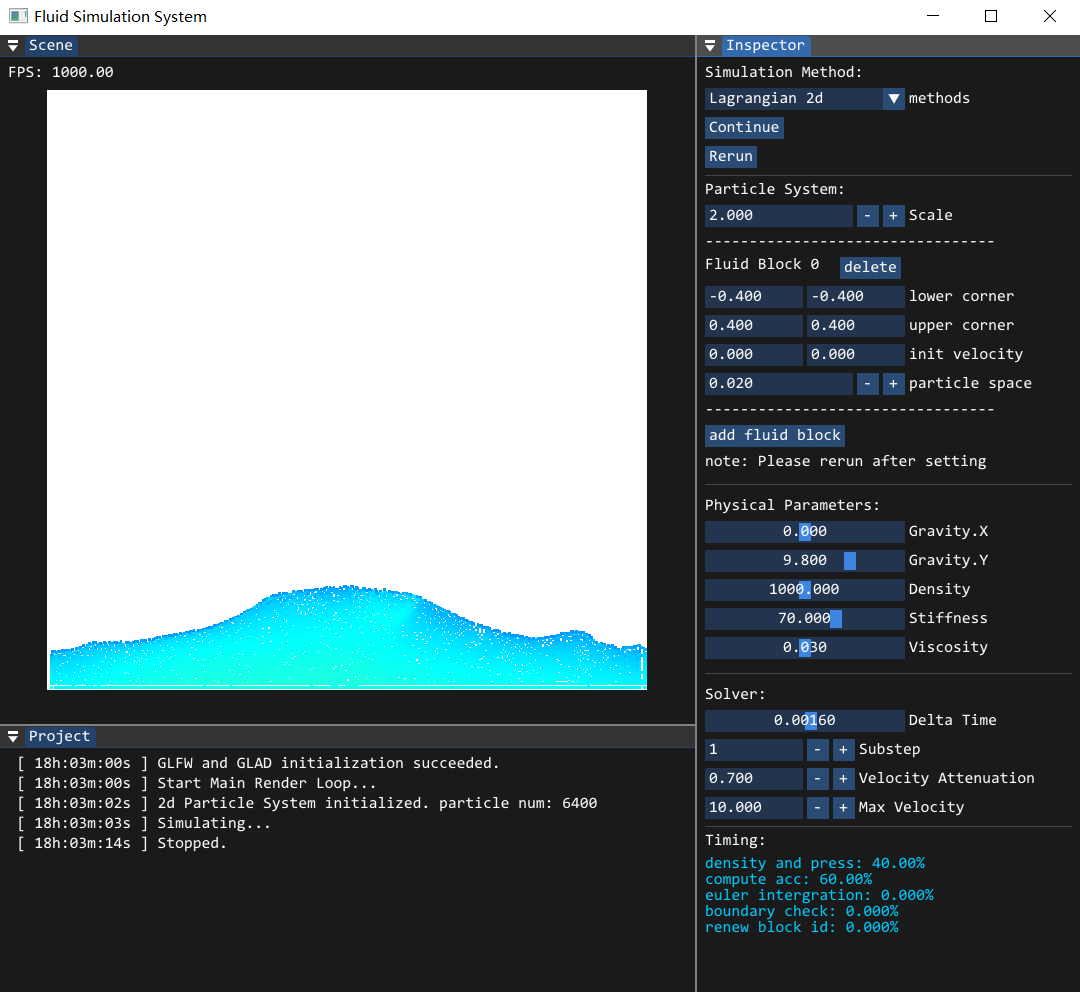 Fluid Simulation System
Scene
FPS: 1000.00
Project
[ 18h:03m:00s ] GLFW and GLAD initialization succeeded.
[ 18h:03m:00s ] Start Main Render Loop...
[ 18h:03m:02s ] 2d Particle System initialized. particle num: 6400
[ 18h:03m:03s ] Simulating...
[ 18h:03m:14s ] Stopped.
Inspector
Simulation Method:
Lagrangian 2d methods
Continue
Rerun
Particle System:
2.000 - + Scale
---------------------------------
Fluid Block 0 delete
-0.400 -0.400 lower corner
0.400 0.400 upper corner
0.000 0.000 init velocity
0.020 - + particle space
---------------------------------
add fluid block
note: Please rerun after setting
Physical Parameters:
0.000 Gravity.X
9.800 Gravity.Y
1000.000 Density
70.000 Stiffness
0.030 Viscosity
Solver:
0.00160 Delta Time
1 - + Substep
0.700 - + Velocity Attenuation
10.000 - + Max Velocity
Timing:
density and press: 40.00%
compute acc: 60.00%
euler intergration: 0.000%
boundary check: 0.000%
renew block id: 0.000%